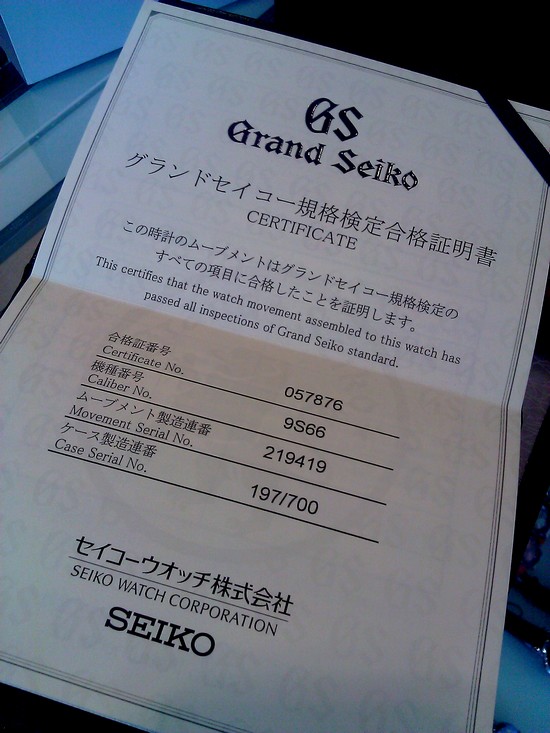 GS
Grand Seiko
グランドセイコー規格検定合格証明書
CERTIFICATE
この時計のムーブメントはグランドセイコー規格検定の
すべての項目に合格したことを証明します。
This certifies that the watch movement assembled to this watch has
passed all inspections of Grand Seiko standard.
合格証番号
Certificate No. 057876
機種番号
Caliber No. 9S66
ムーブメント製造連番
Movement Serial No. 219419
ケース製造連番
Case Serial No. 197/700
セイコーウオッチ株式会社
SEIKO WATCH CORPORATION
SEIKO